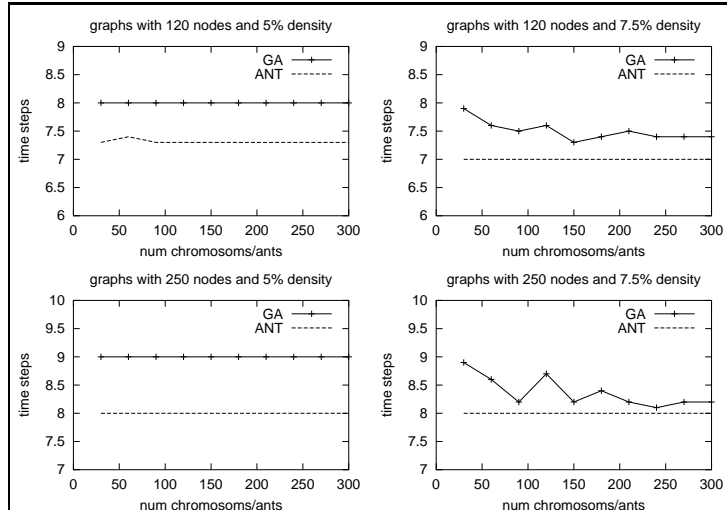 graphs with 120 nodes and 5% density
9
8.5
8
7.5
7
6.5
6
time steps
GA
ANT
0 50 100 150 200 250 300
num chromosoms/ants
graphs with 120 nodes and 7.5% density
9
8.5
8
7.5
7
6.5
6
time steps
GA
ANT
0 50 100 150 200 250 300
num chromosoms/ants
graphs with 250 nodes and 5% density
10
9.5
9
8.5
8
7.5
7
time steps
GA
ANT
0 50 100 150 200 250 300
num chromosoms/ants
graphs with 250 nodes and 7.5% density
10
9.5
9
8.5
8
7.5
7
time steps
GA
ANT
0 50 100 150 200 250 300
num chromosoms/ants